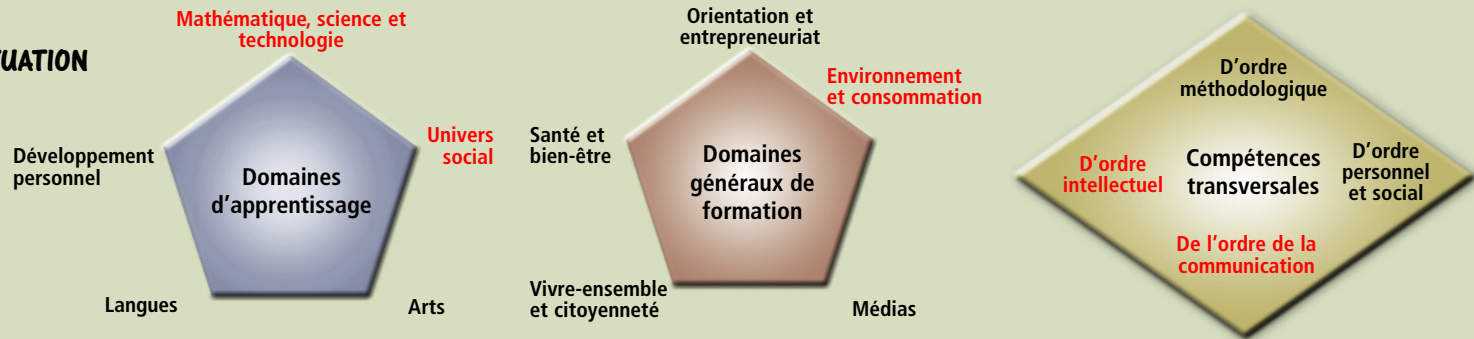 Mathématique, science et
technologie
Univers
social
Développement
personnel
Domaines
d'apprentissage
Langues
Arts
Orientation et
entrepreneuriat
Environnement
et consommation
Santé et
bien-être
Domaines
généraux de
formation
Vivre-ensemble
et citoyenneté
Médias
D'ordre
méthodologique
D'ordre
intellectuel
Compétences
transversales
D'ordre
personnel
et social
De l'ordre de la
communication